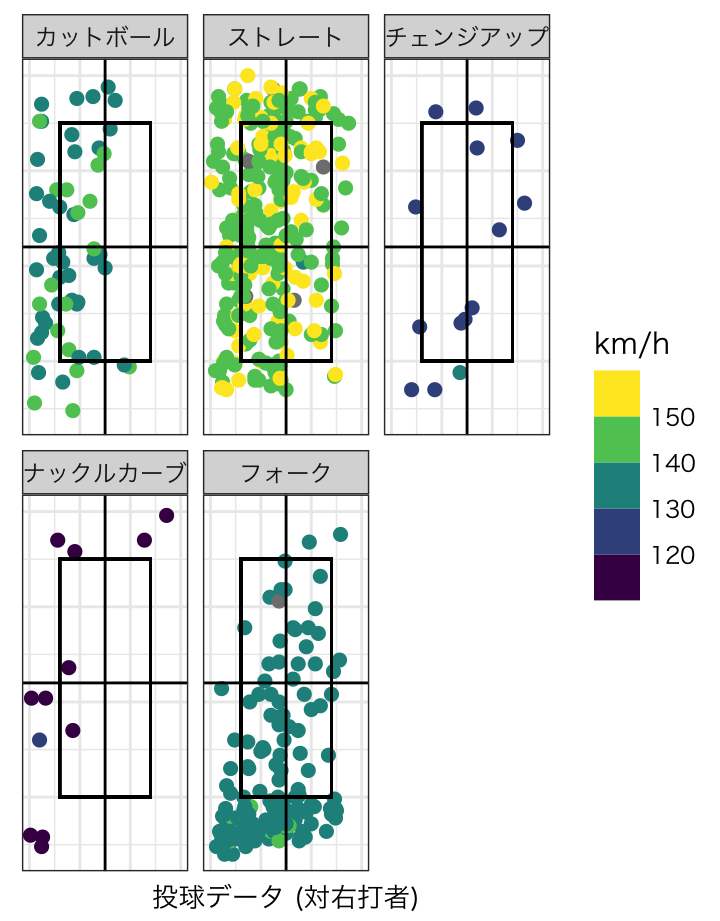 カットボール
ストレート
チェンジアップ
km/h
150
140
130
120
ナックルカーブ
フォーク
投球データ (対右打者)